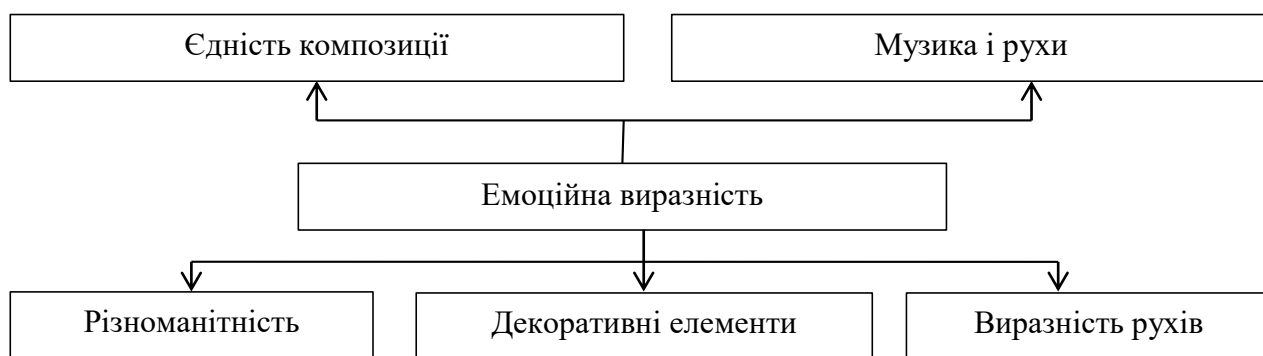 Єдність композиції
Музика і рухи
Емоційна виразність
Різноманітність
Декоративні елементи
Виразність рухів